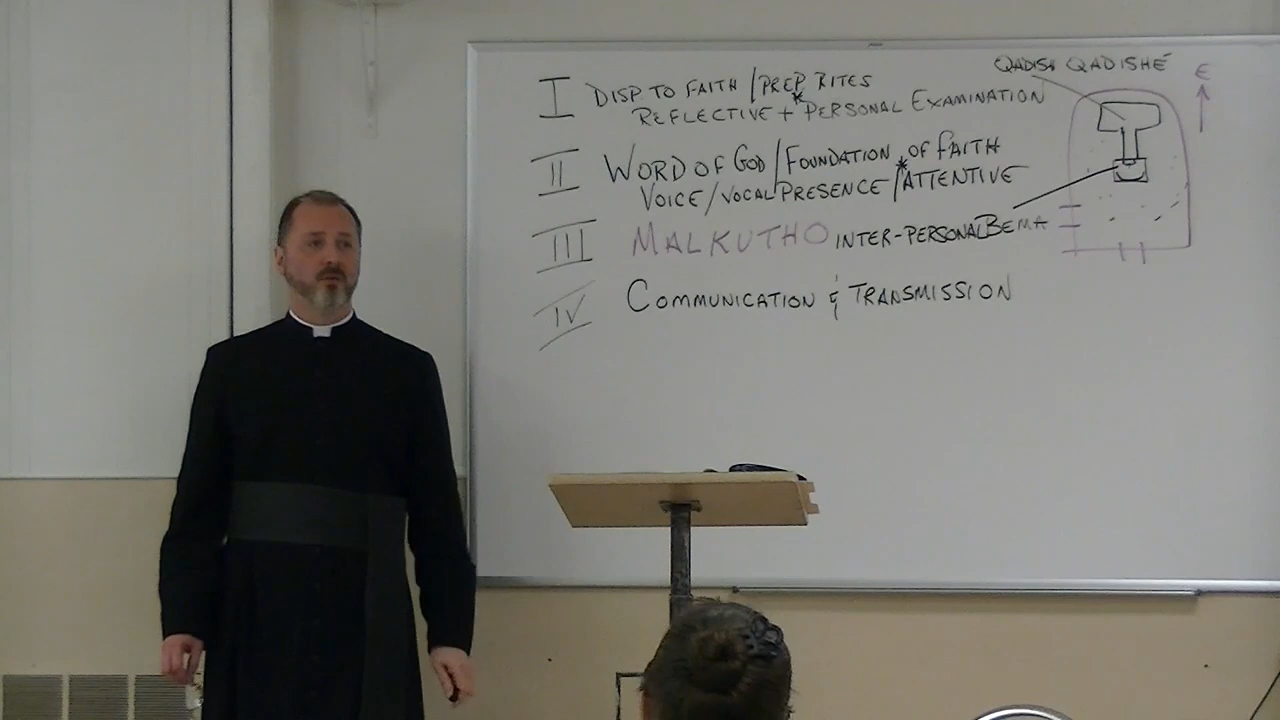 QADISH QADISHÉ
E
I DISP TO FAITH / PREP RITES
REFLECTIVE + PERSONAL EXAMINATION
II WORD OF GOD / FOUNDATION OF FAITH
VOICE / VOCAL PRESENCE / ATTENTIVE
III MALKUTHO INTER-PERSONAL BEMA
IV COMMUNICATION & TRANSMISSION